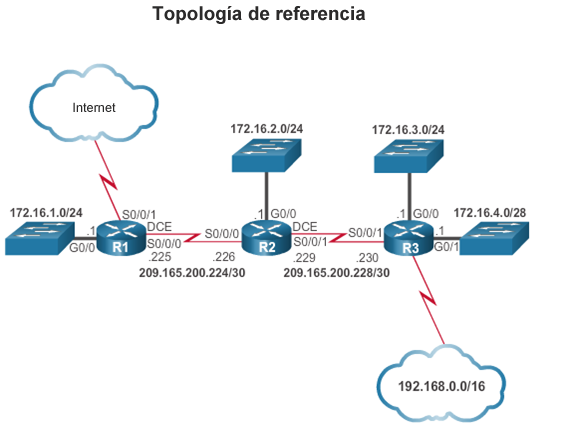 Topología de referencia
Internet
172.16.2.0/24
172.16.3.0/24
172.16.1.0/24
172.16.4.0/28
S0/0/1
DCE
.1
G0/0
R1
S0/0/0
.225
S0/0/0
.226
.1
G0/0
DCE
R2
S0/0/1
.229
S0/0/1
.230
.1
G0/0
R3
.1
G0/1
209.165.200.224/30
209.165.200.228/30
192.168.0.0/16